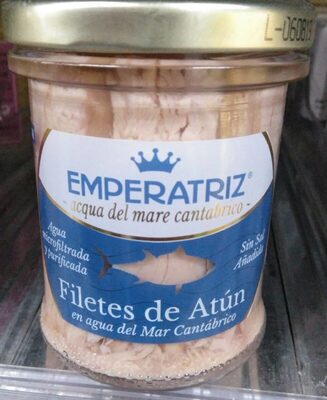 L-060819
EMPERATRIZ®
acqua del mare cantabrico
Agua
microfiltrada
y purificada
Sin Sal
Añadida
Filetes de Atún
en agua del Mar Cantábrico